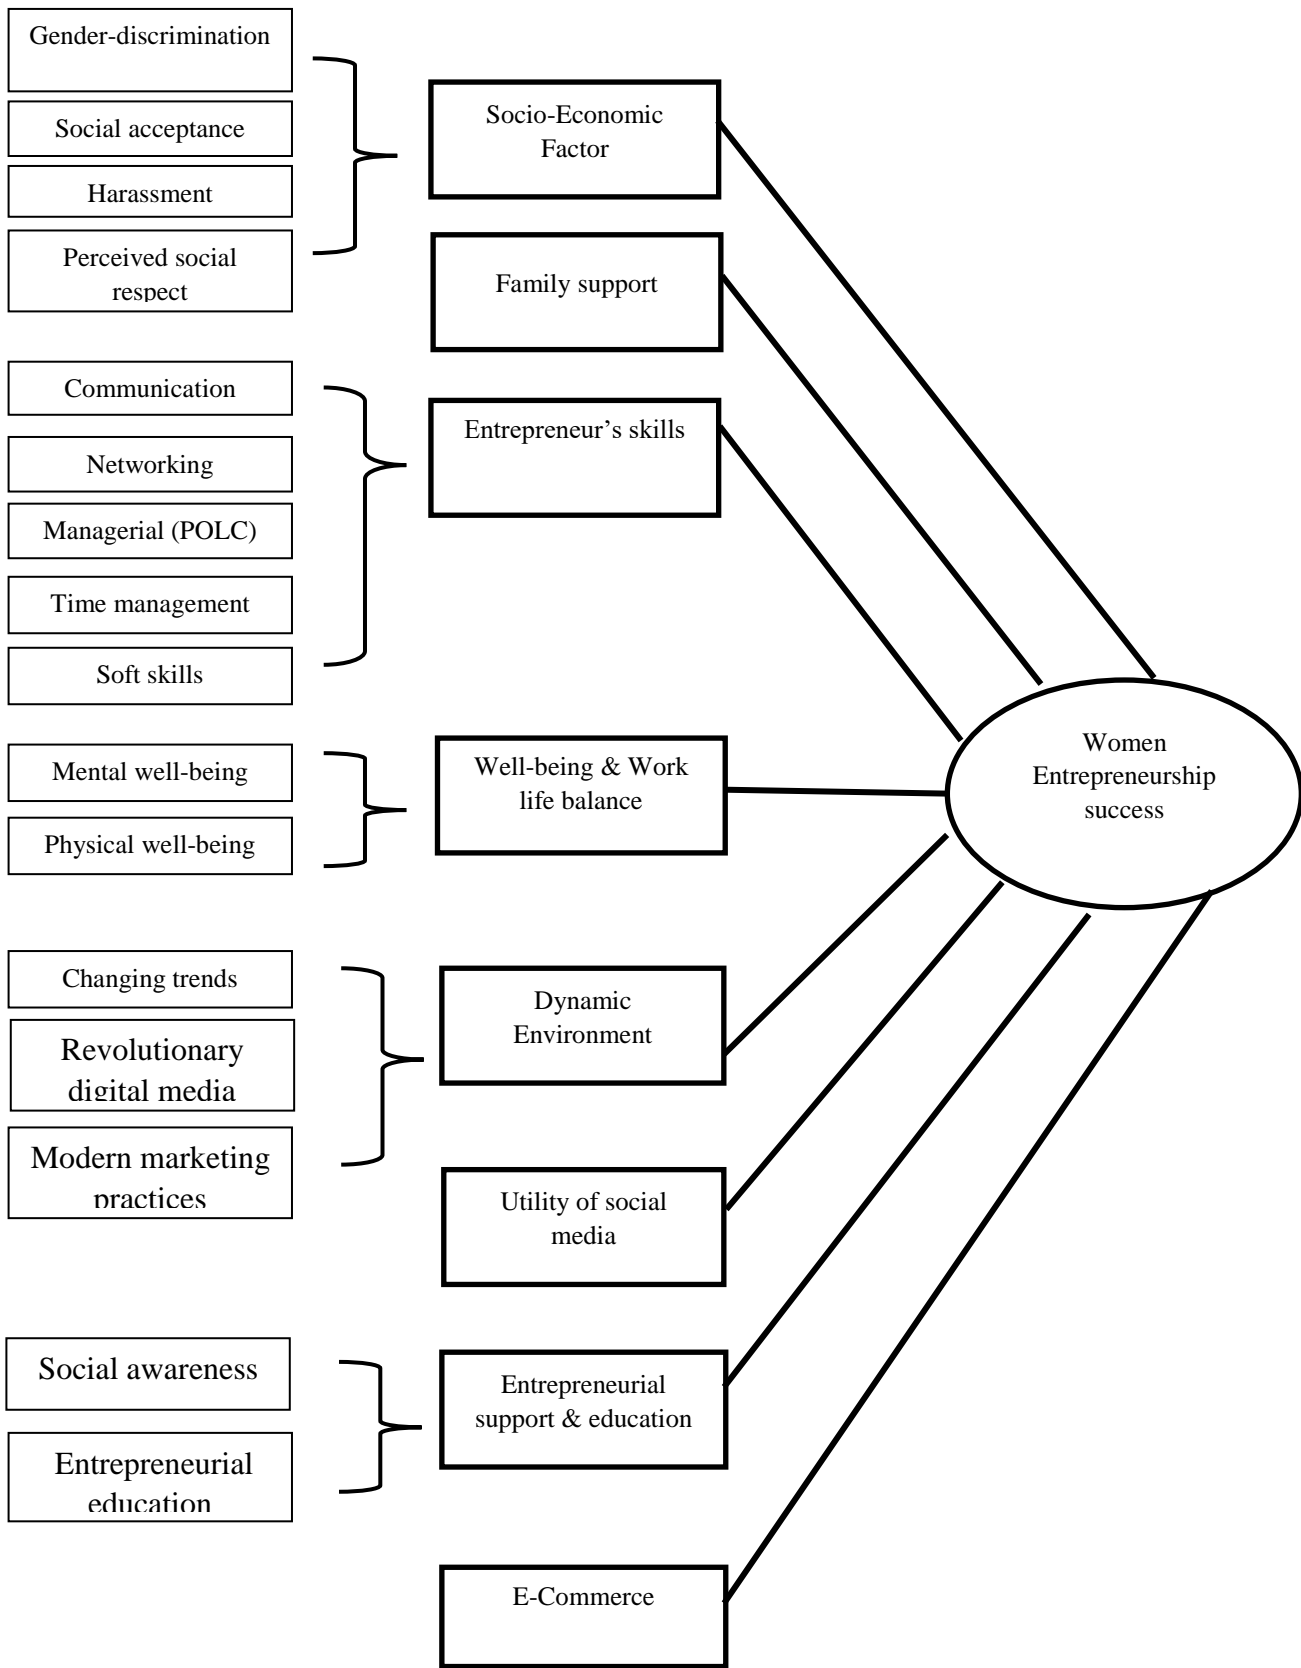 Gender-discrimination
Social acceptance
Harassment
Perceived social
respect
Communication
Networking
Managerial (POLC)
Time management
Soft skills
Mental well-being
Physical well-being
Changing trends
Revolutionary
digital media
Modern marketing
practices
Social awareness
Entrepreneurial
education
Socio-Economic
Factor
Family support
Entrepreneur’s skills
Well-being & Work
life balance
Dynamic
Environment
Utility of social
media
Entrepreneurial
support & education
E-Commerce
Women
Entrepreneurship
success